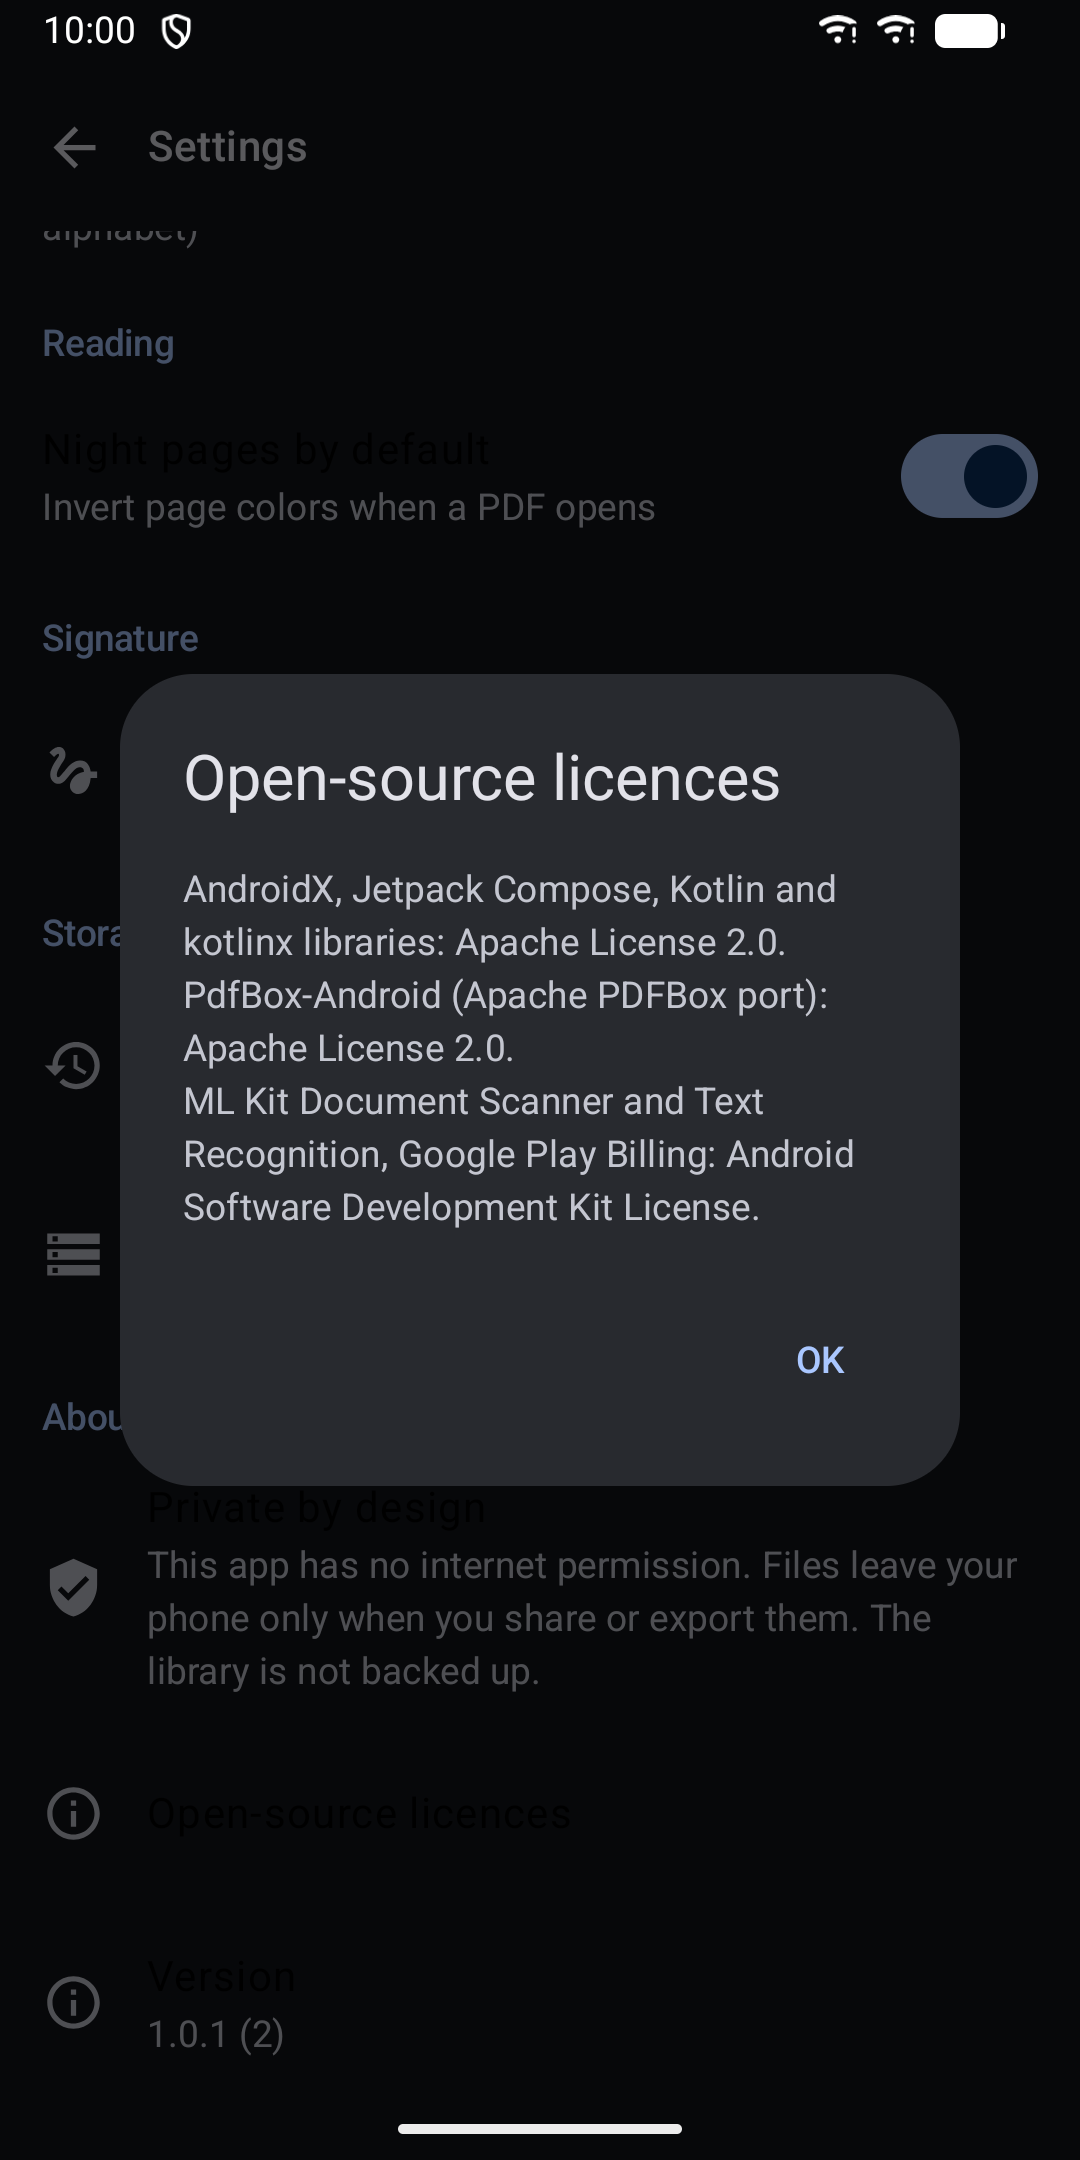 10:00
Settings
alphabet)
Reading
Night pages by default
Invert page colors when a PDF opens
Signature
Open-source licences
AndroidX, Jetpack Compose, Kotlin and
kotlinx libraries: Apache License 2.0.
PdfBox-Android (Apache PDFBox port):
Apache License 2.0.
ML Kit Document Scanner and Text
Recognition, Google Play Billing: Android
Software Development Kit License.
OK
Stora
Abou
Private by design
This app has no internet permission. Files leave your
phone only when you share or export them. The
library is not backed up.
Open-source licences
Version
1.0.1 (2)